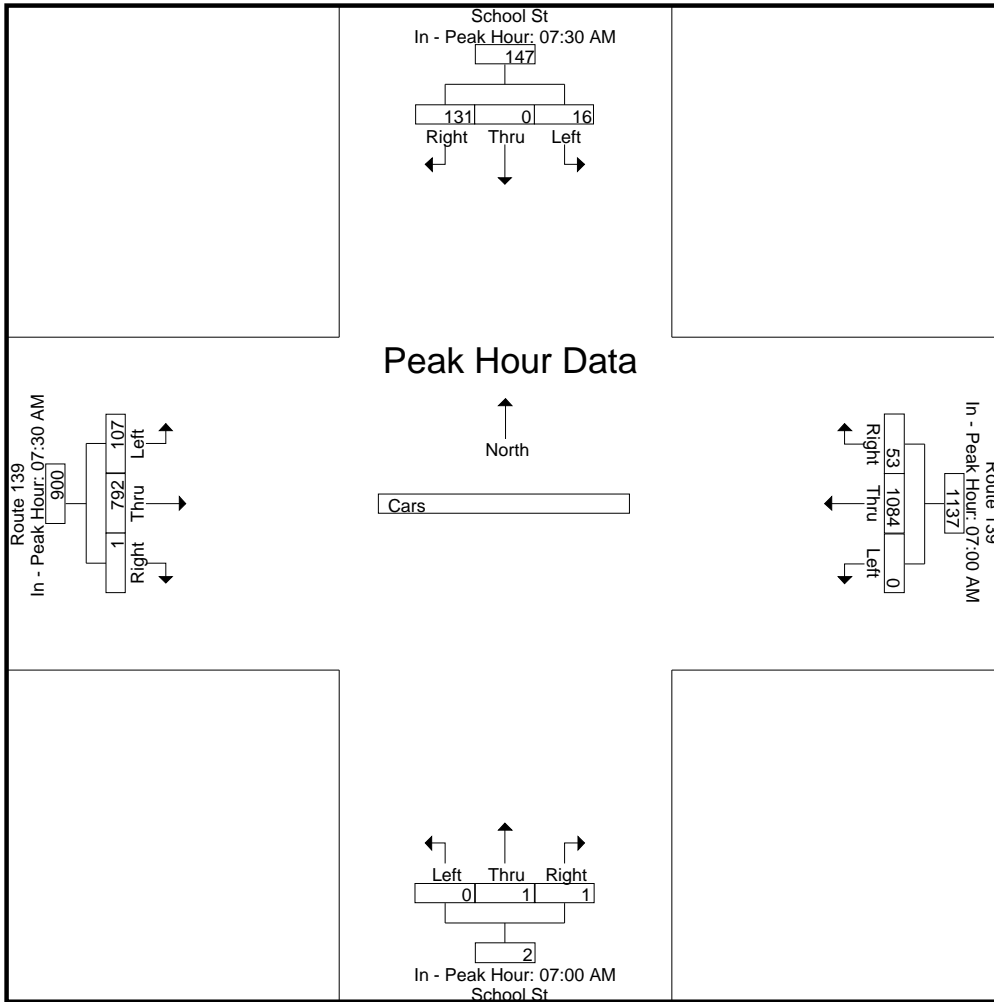 School St
In - Peak Hour: 07:30 AM
147
131 0 16
Right Thru Left
Peak Hour Data
North
Cars
Route 139
In - Peak Hour: 07:30 AM
900
107 792 1
Left Thru Right
Right Thru Left
53 1084 0
1137
In - Peak Hour: 07:00 AM
Route 139
Left Thru Right
0 1 1
2
In - Peak Hour: 07:00 AM
School St